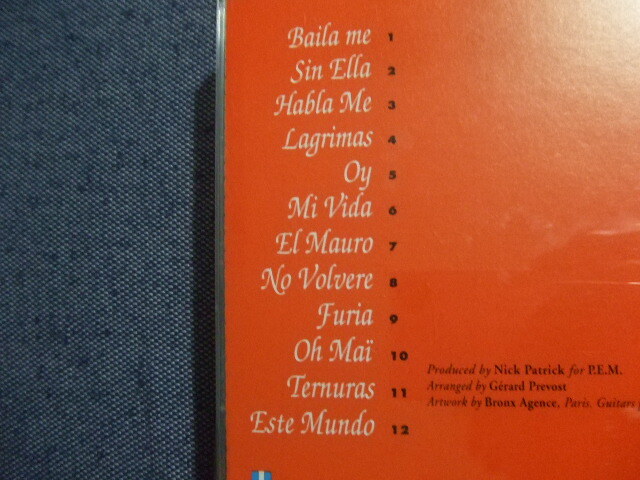 Baila me 1
Sin Ella 2
Habla Me 3
Lagrimas 4
Oy 5
Mi Vida 6
El Mauro 7
No Volvere 8
Furia 9
Oh Maï 10
Ternuras 11
Este Mundo 12
Produced by Nick Patrick for P.E.M.
Arranged by Gérard Prevost
Artwork by Bronx Agence, Paris. Guitars